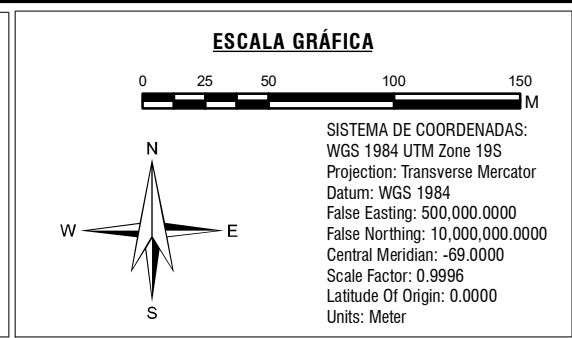 ESCALA GRÁFICA
0 25 50 100 150
M
SISTEMA DE COORDENADAS:
WGS 1984 UTM Zone 19S
Projection: Transverse Mercator
Datum: WGS 1984
False Easting: 500,000.0000
False Northing: 10,000,000.0000
Central Meridian: -69.0000
Scale Factor: 0.9996
Latitude Of Origin: 0.0000
Units: Meter
N
W E
S